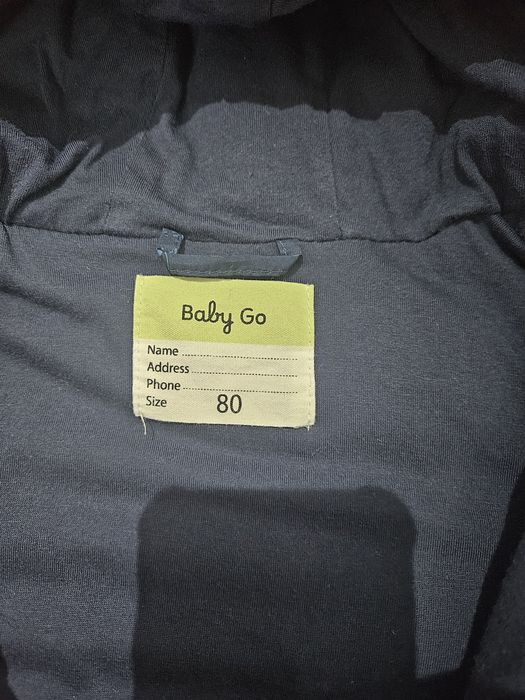 Baby Go
Name
Address
Phone
Size 80